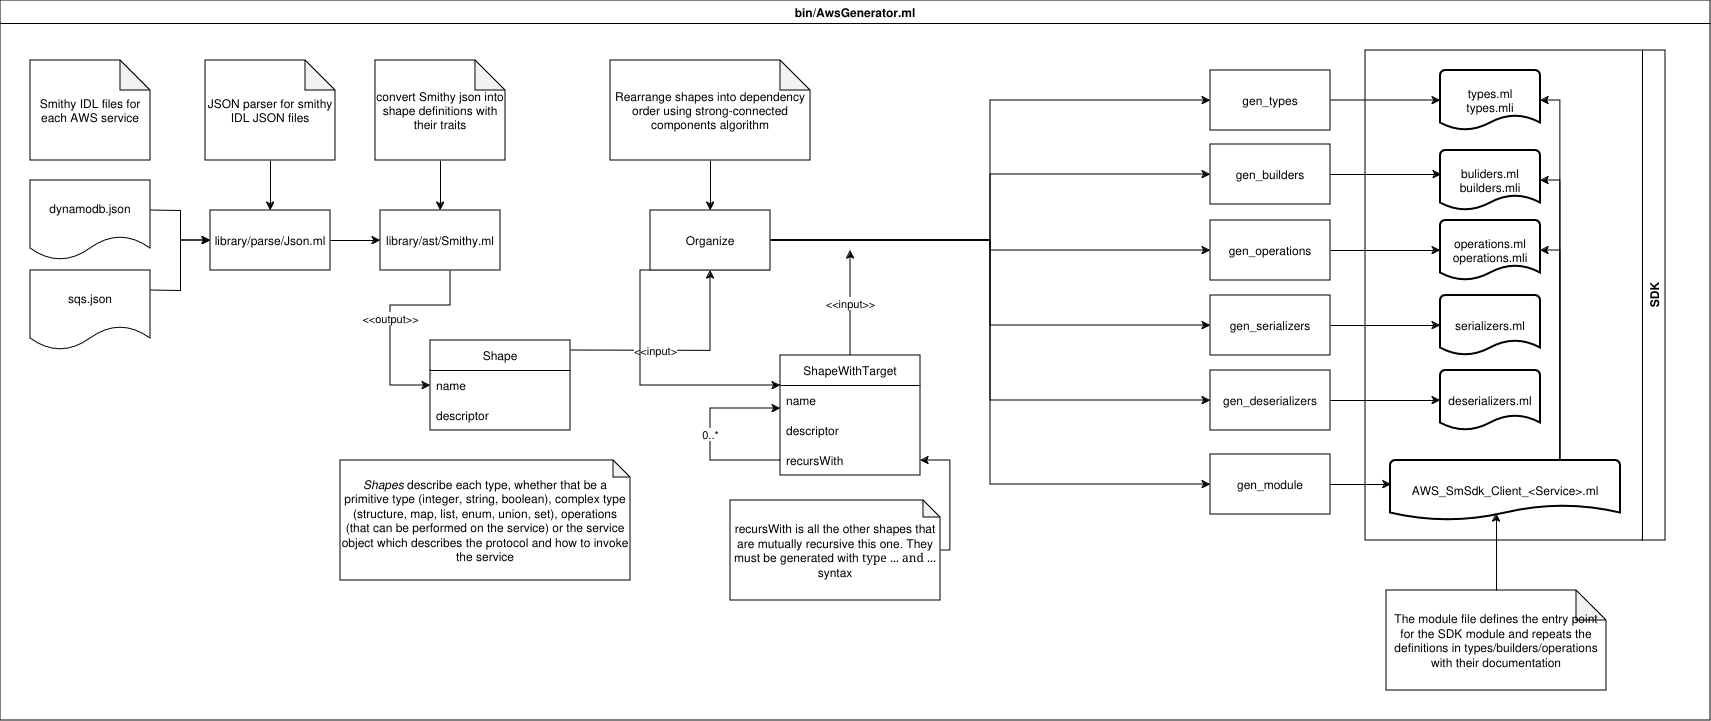 bin/AwsGenerator.ml
Smithy IDL files for
each AWS service
JSON parser for smithy
IDL JSON files
convert Smithy json into
shape definitions with
their traits
Rearrange shapes into dependency
order using strong-connected
components algorithm
dynamodb.json
sqs.json
library/parse/Json.ml
library/ast/Smithy.ml
Organize
<<output>>
<<input>>
<<input>>
Shape
name
descriptor
ShapeWithTarget
name
descriptor
recursWith
0..*
Shapes describe each type, whether that be a
primitive type (integer, string, boolean), complex type
(structure, map, list, enum, union, set), operations
(that can be performed on the service) or the service
object which describes the protocol and how to invoke
the service
recursWith is all the other shapes that
are mutually recursive this one. They
must be generated with type ... and ...
syntax
gen_types
gen_builders
gen_operations
gen_serializers
gen_deserializers
gen_module
types.ml
types.mli
buliders.ml
builders.mli
operations.ml
operations.mli
serializers.ml
deserializers.ml
AWS_SmSdk_Client_<Service>.ml
SDK
The module file defines the entry point
for the SDK module and repeats the
definitions in types/builders/operations
with their documentation